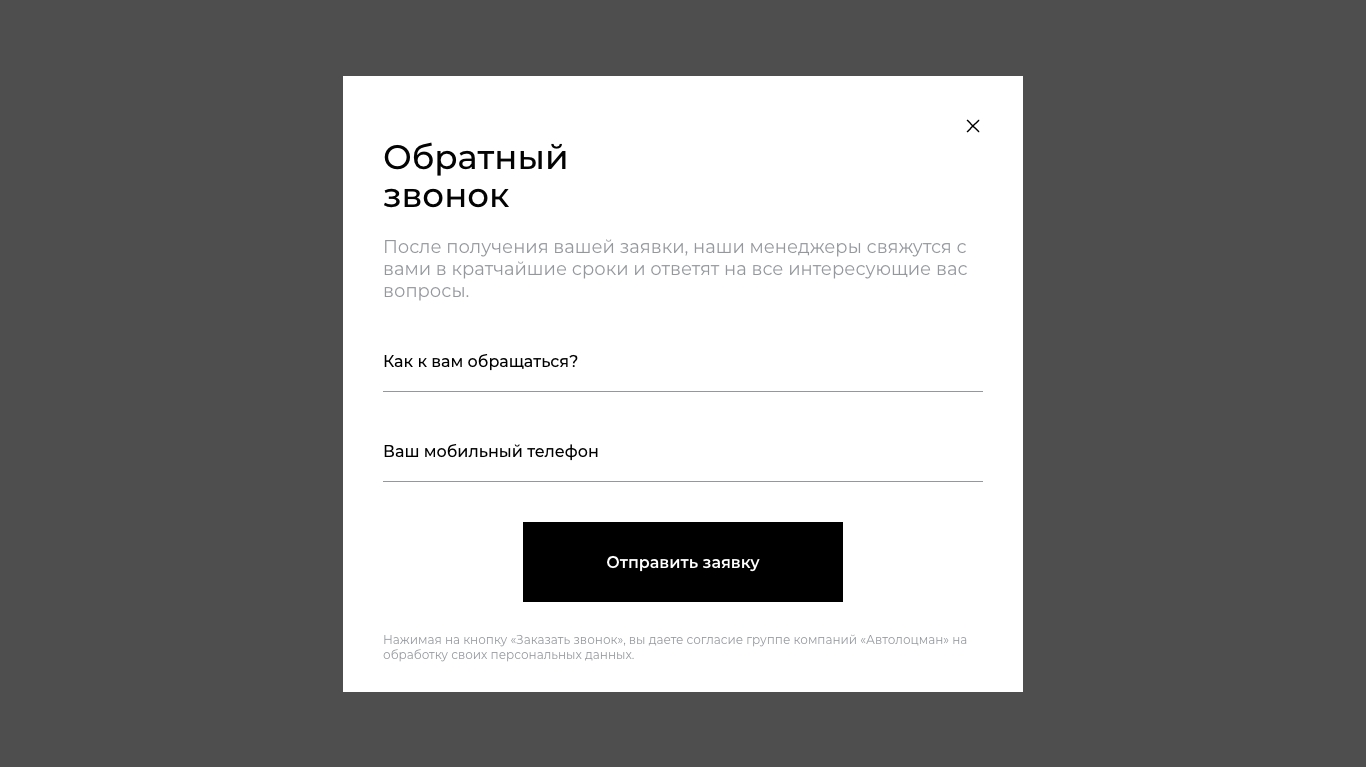 Обратный
звонок
После получения вашей заявки, наши менеджеры свяжутся с
вами в кратчайшие сроки и ответят на все интересующие вас
вопросы.
Как к вам обращаться?
Ваш мобильный телефон
Отправить заявку
Нажимая на кнопку «Заказать звонок», вы даете согласие группе компаний «Автолоцман» на
обработку своих персональных данных.